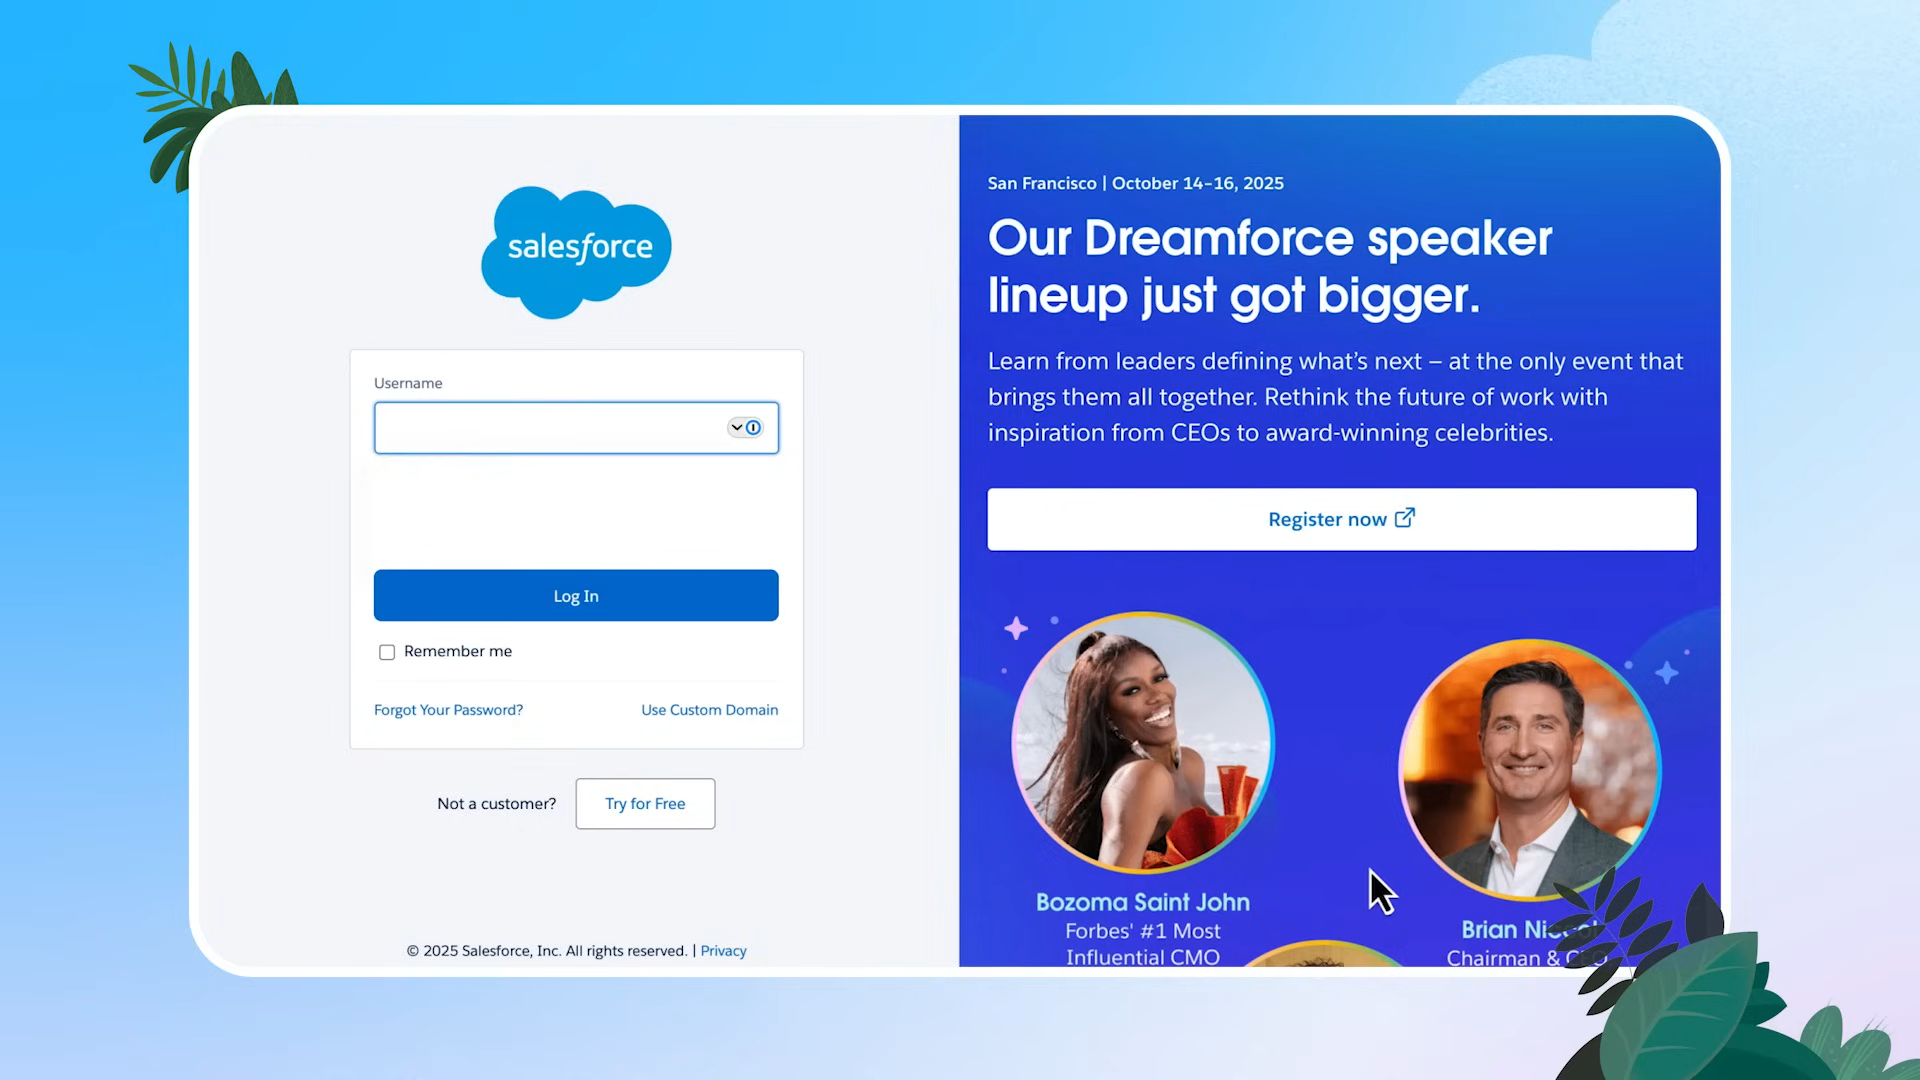 salesforce
Username
Log In
Remember me
Forgot Your Password?
Use Custom Domain
Not a customer?
Try for Free
© 2025 Salesforce, Inc. All rights reserved. | Privacy
San Francisco | October 14–16, 2025
Our Dreamforce speaker
lineup just got bigger.
Learn from leaders defining what's next – at the only event that
brings them all together. Rethink the future of work with
inspiration from CEOs to award-winning celebrities.
Register now
Bozoma Saint John
Forbes' #1 Most
Influential CMO
Brian
Chairman & CEO